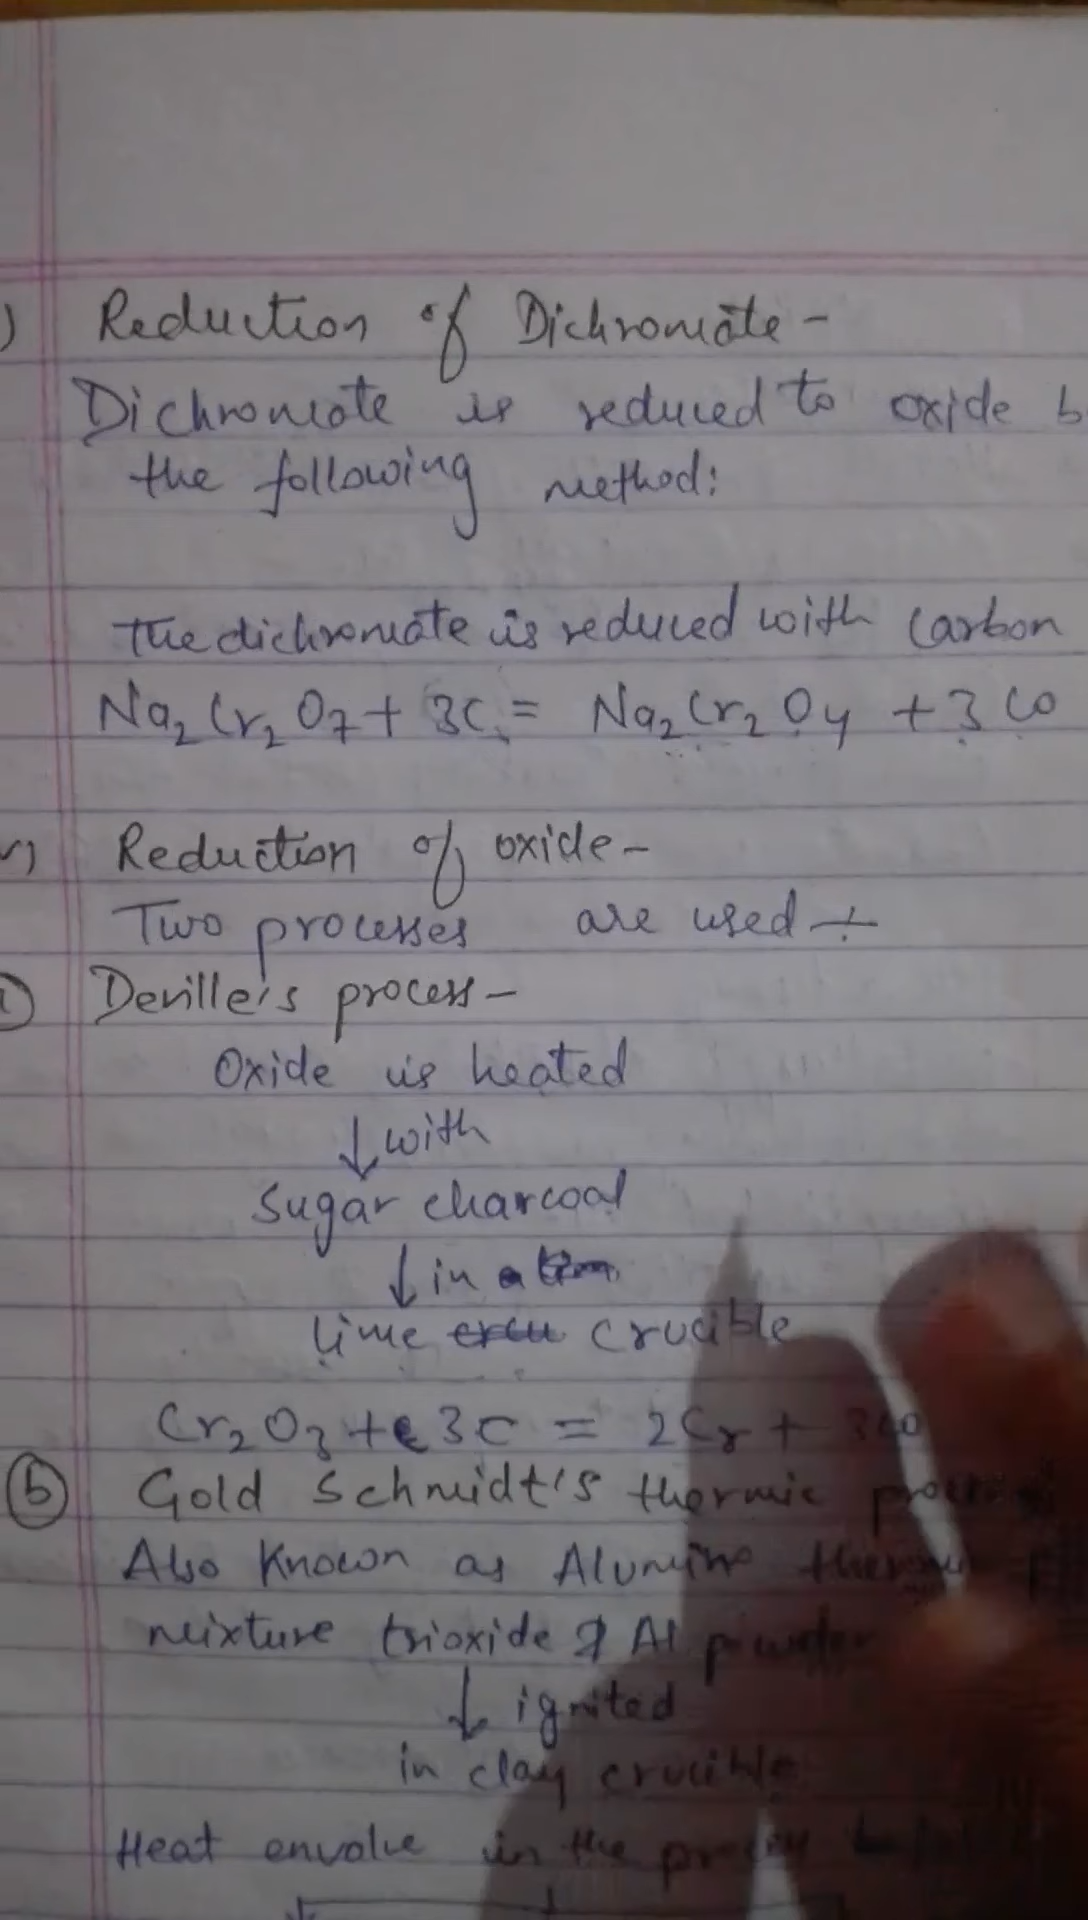 ) Reduction of Dichromate -
Dichromate is reduced to oxide b
the following method:
The dichromate is reduced with carbon
Na2Cr2O7 + 3C = Na2Cr2O4 + 3CO
Reduction of oxide -
Two processes are used ÷
Deville's process -
Oxide is heated
↓ with
Sugar charcoal
↓ in a
lime crucible
Cr2O3 + 3C = 2Cr + 3CO
(b) Gold Schmidt's thermic
Also Known as Alumino
mixture trioxide & Al powder
↓ ignited
in clay crucible
Heat envolve in the